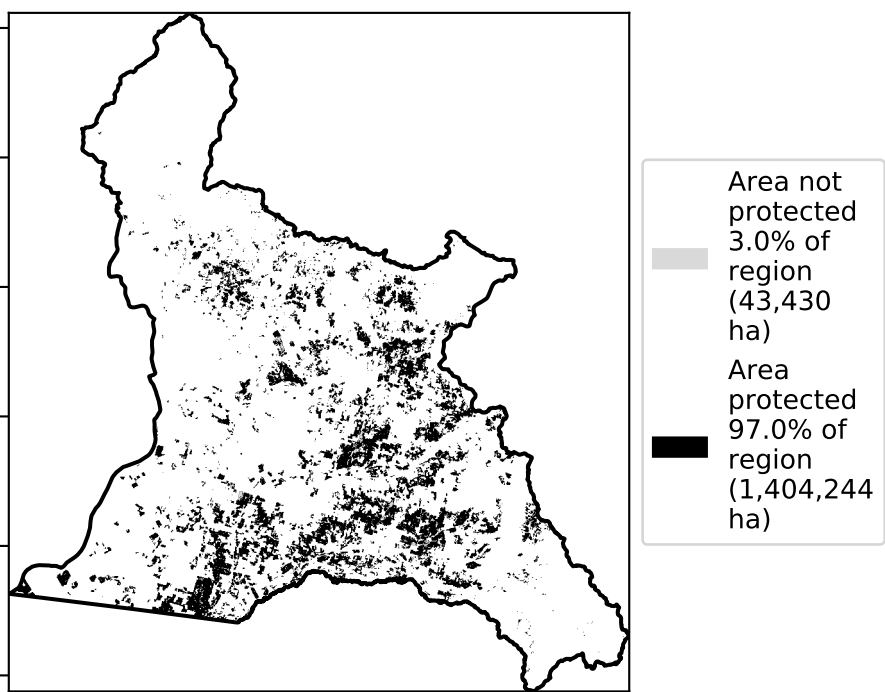 Area not
protected
3.0% of
region
(43,430
ha)
Area
protected
97.0% of
region
(1,404,244
ha)